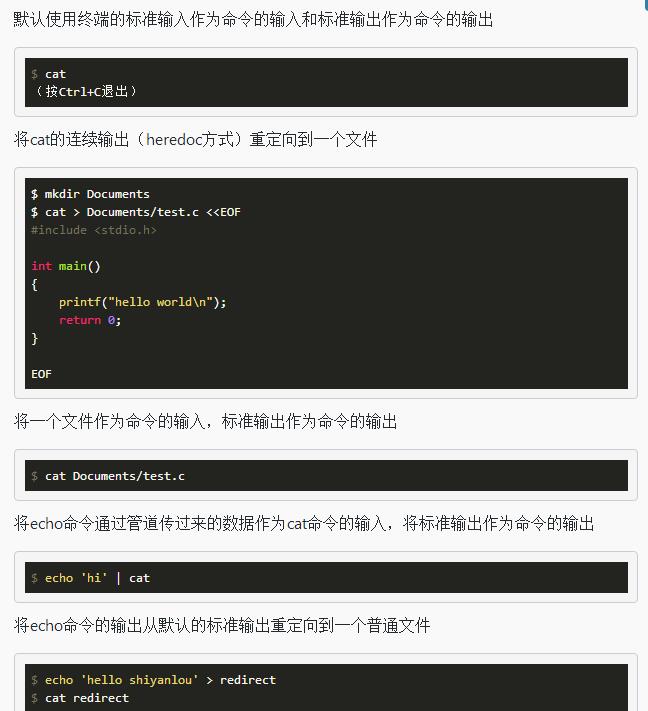 默认使用终端的标准输入作为命令的输入和标准输出作为命令的输出
$ cat
（按Ctrl+C退出）
将cat的连续输出（heredoc方式）重定向到一个文件
$ mkdir Documents
$ cat > Documents/test.c <<EOF
#include <stdio.h>
int main()
{
printf("hello world\n");
return 0;
}
EOF
将一个文件作为命令的输入，标准输出作为命令的输出
$ cat Documents/test.c
将echo命令通过管道传过来的数据作为cat命令的输入，将标准输出作为命令的输出
$ echo 'hi' | cat
将echo命令的输出从默认的标准输出重定向到一个普通文件
$ echo 'hello shiyanlou' > redirect
$ cat redirect